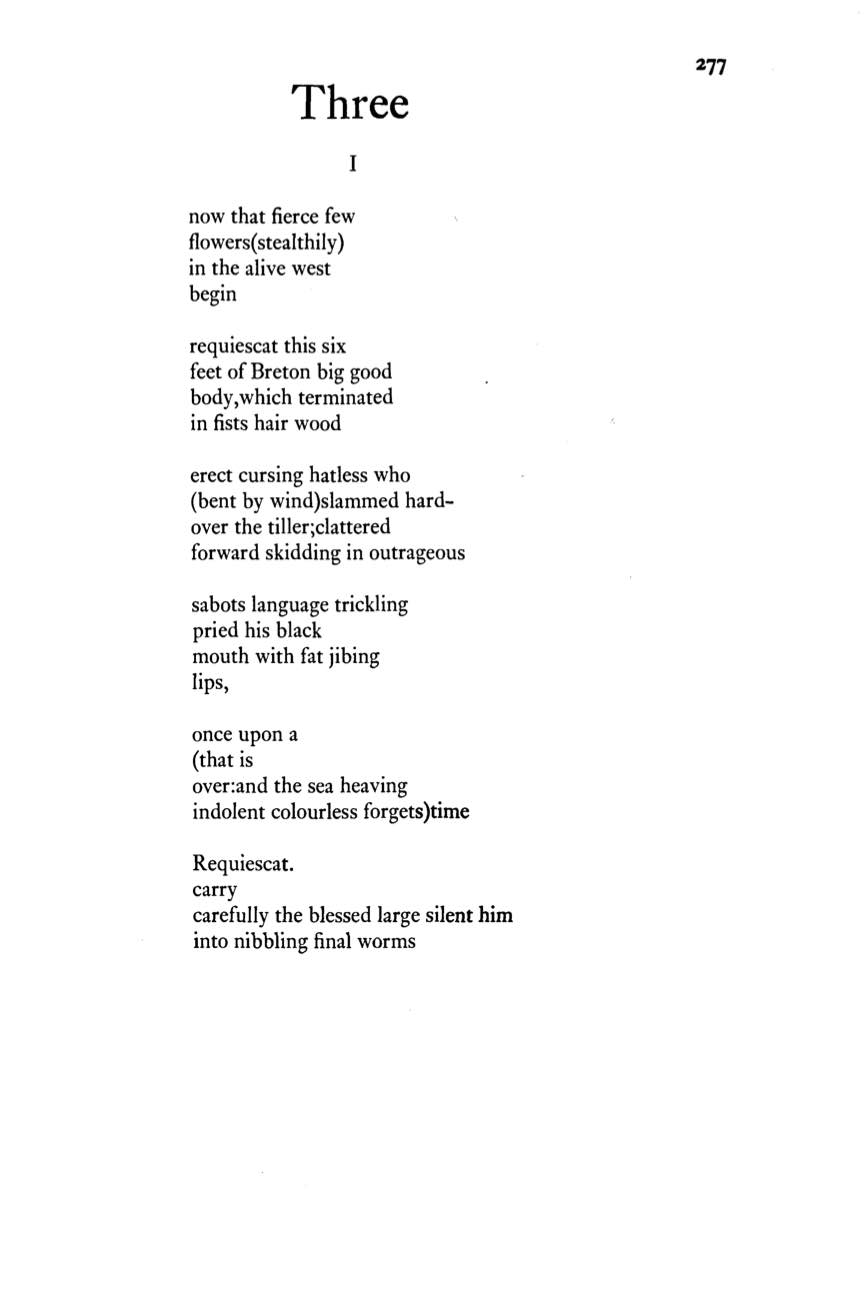 277
Three
I
now that fierce few
flowers(stealthily)
in the alive west
begin
requiescat this six
feet of Breton big good
body,which terminated
in fists hair wood
erect cursing hatless who
(bent by wind)slammed hard-
over the tiller;clattered
forward skidding in outrageous
sabots language trickling
pried his black
mouth with fat jibing
lips,
once upon a
(that is
over:and the sea heaving
indolent colourless forgets)time
Requiescat.
carry
carefully the blessed large silent him
into nibbling final worms